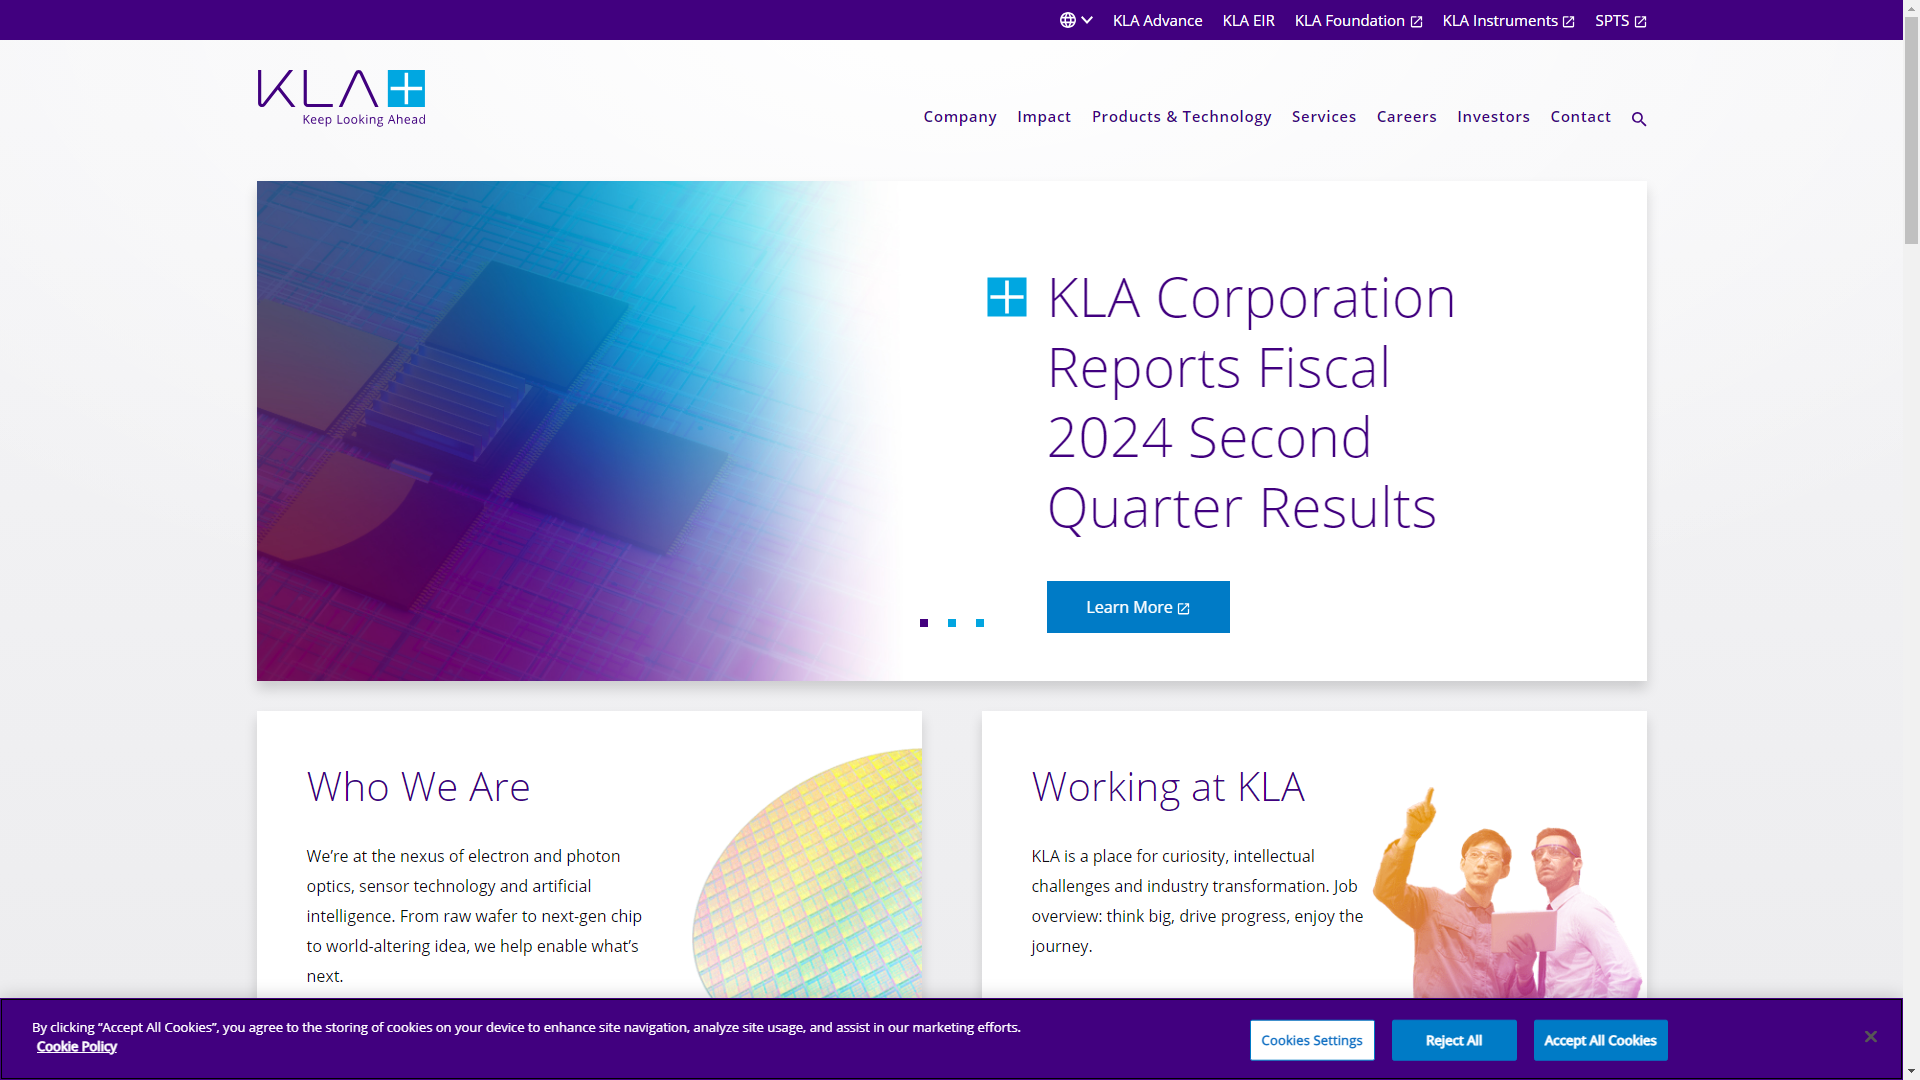 KLA Advance KLA EIR KLA Foundation KLA Instruments SPTS
KLA
Keep Looking Ahead
Company Impact Products & Technology Services Careers Investors Contact
KLA Corporation
Reports Fiscal
2024 Second
Quarter Results
Learn More
Who We Are
We’re at the nexus of electron and photon
optics, sensor technology and artificial
intelligence. From raw wafer to next-gen chip
to world-altering idea, we help enable what’s
next.
Working at KLA
KLA is a place for curiosity, intellectual
challenges and industry transformation. Job
overview: think big, drive progress, enjoy the
journey.
By clicking “Accept All Cookies”, you agree to the storing of cookies on your device to enhance site navigation, analyze site usage, and assist in our marketing efforts.
Cookie Policy
Cookies Settings
Reject All
Accept All Cookies